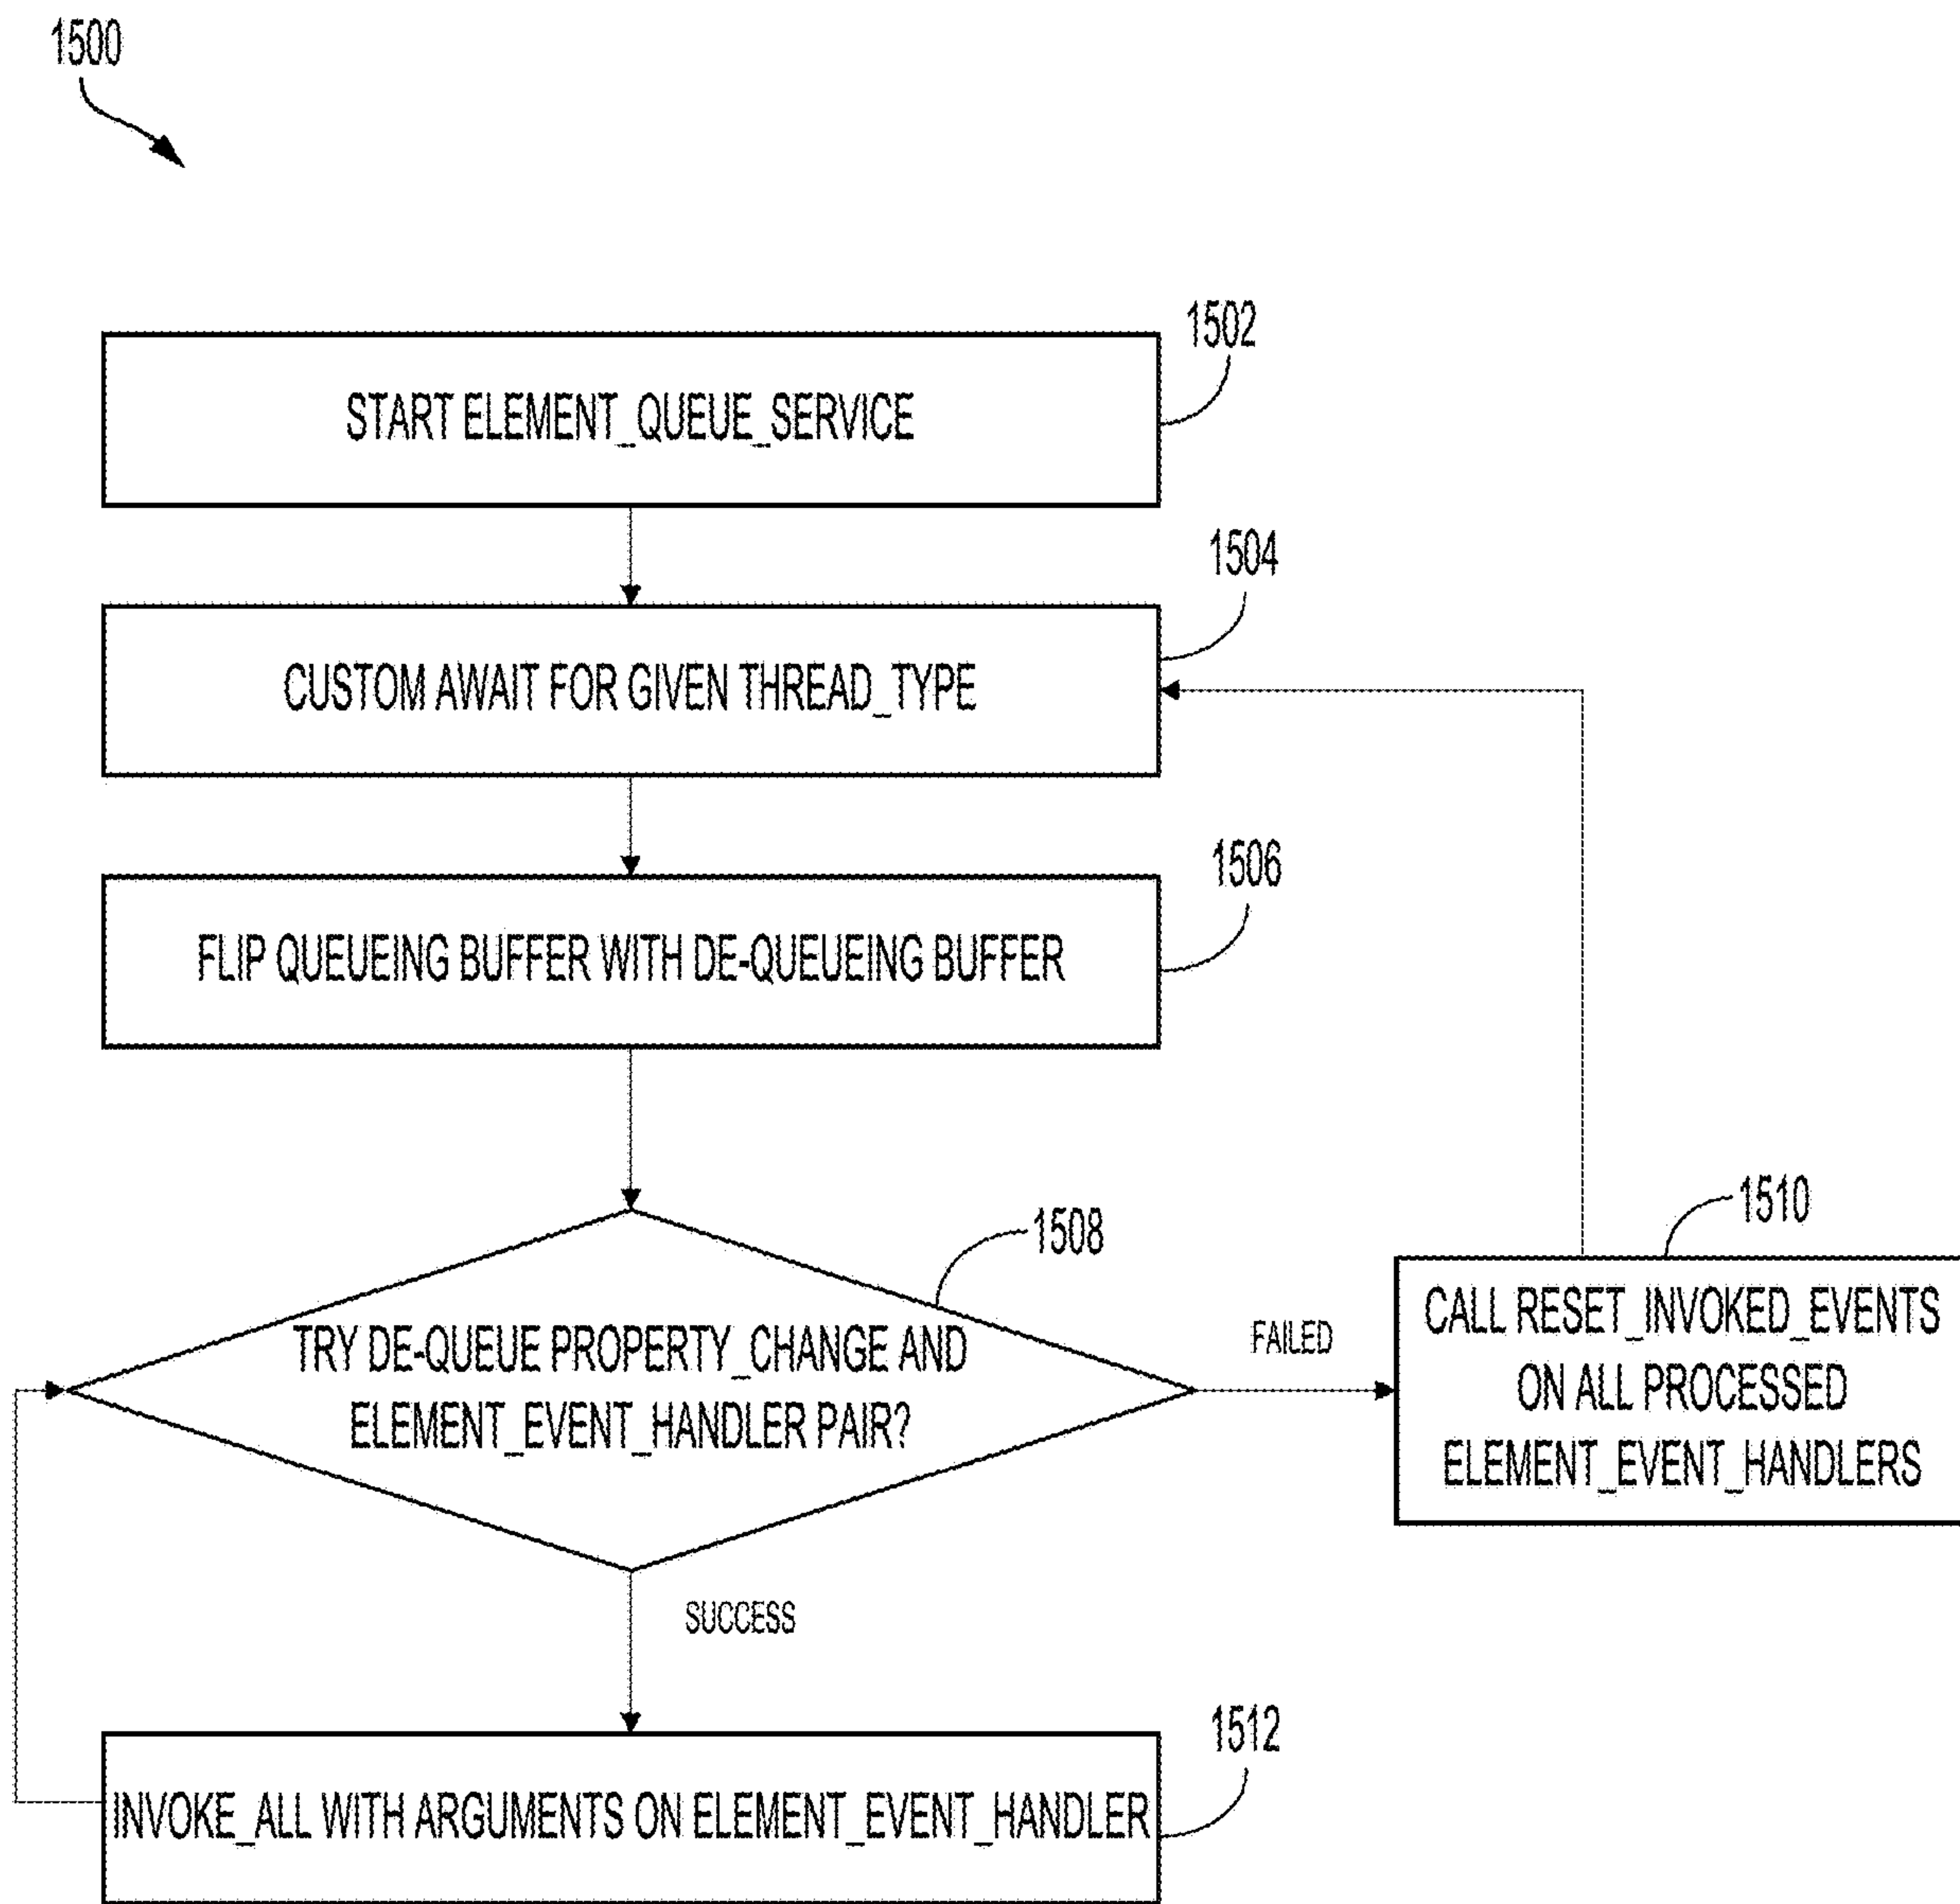 1500
1502
START ELEMENT_QUEUE_SERVICE
1504
CUSTOM AWAIT FOR GIVEN THREAD_TYPE
1506
FLIP QUEUEING BUFFER WITH DE-QUEUEING BUFFER
1508
TRY DE-QUEUE PROPERTY_CHANGE AND
ELEMENT_EVENT_HANDLER PAIR?
FAILED
1510
CALL RESET_INVOKED_EVENTS
ON ALL PROCESSED
ELEMENT_EVENT_HANDLERS
SUCCESS
1512
INVOKE_ALL WITH ARGUMENTS ON ELEMENT_EVENT_HANDLER